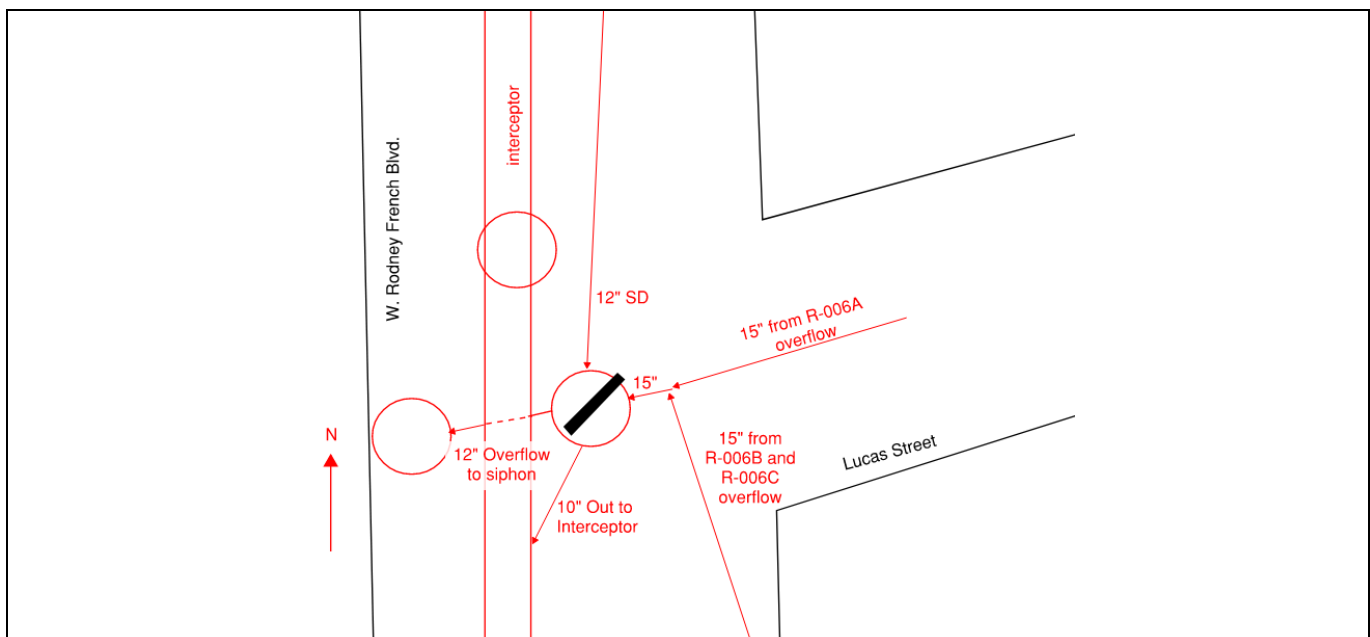 W. Rodney French Blvd.
interceptor
12" SD
15" from R-006A
overflow
15"
N
12" Overflow
to siphon
15" from
R-006B and
R-006C
overflow
Lucas Street
10" Out to
Interceptor